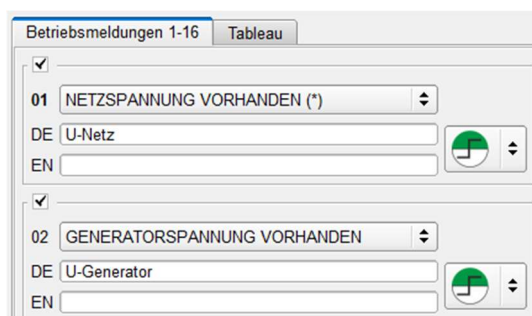 Betriebsmeldungen 1-16 Tableau
01 NETZSPANNUNG VORHANDEN (*)
DE U-Netz
EN
02 GENERATORSPANNUNG VORHANDEN
DE U-Generator
EN